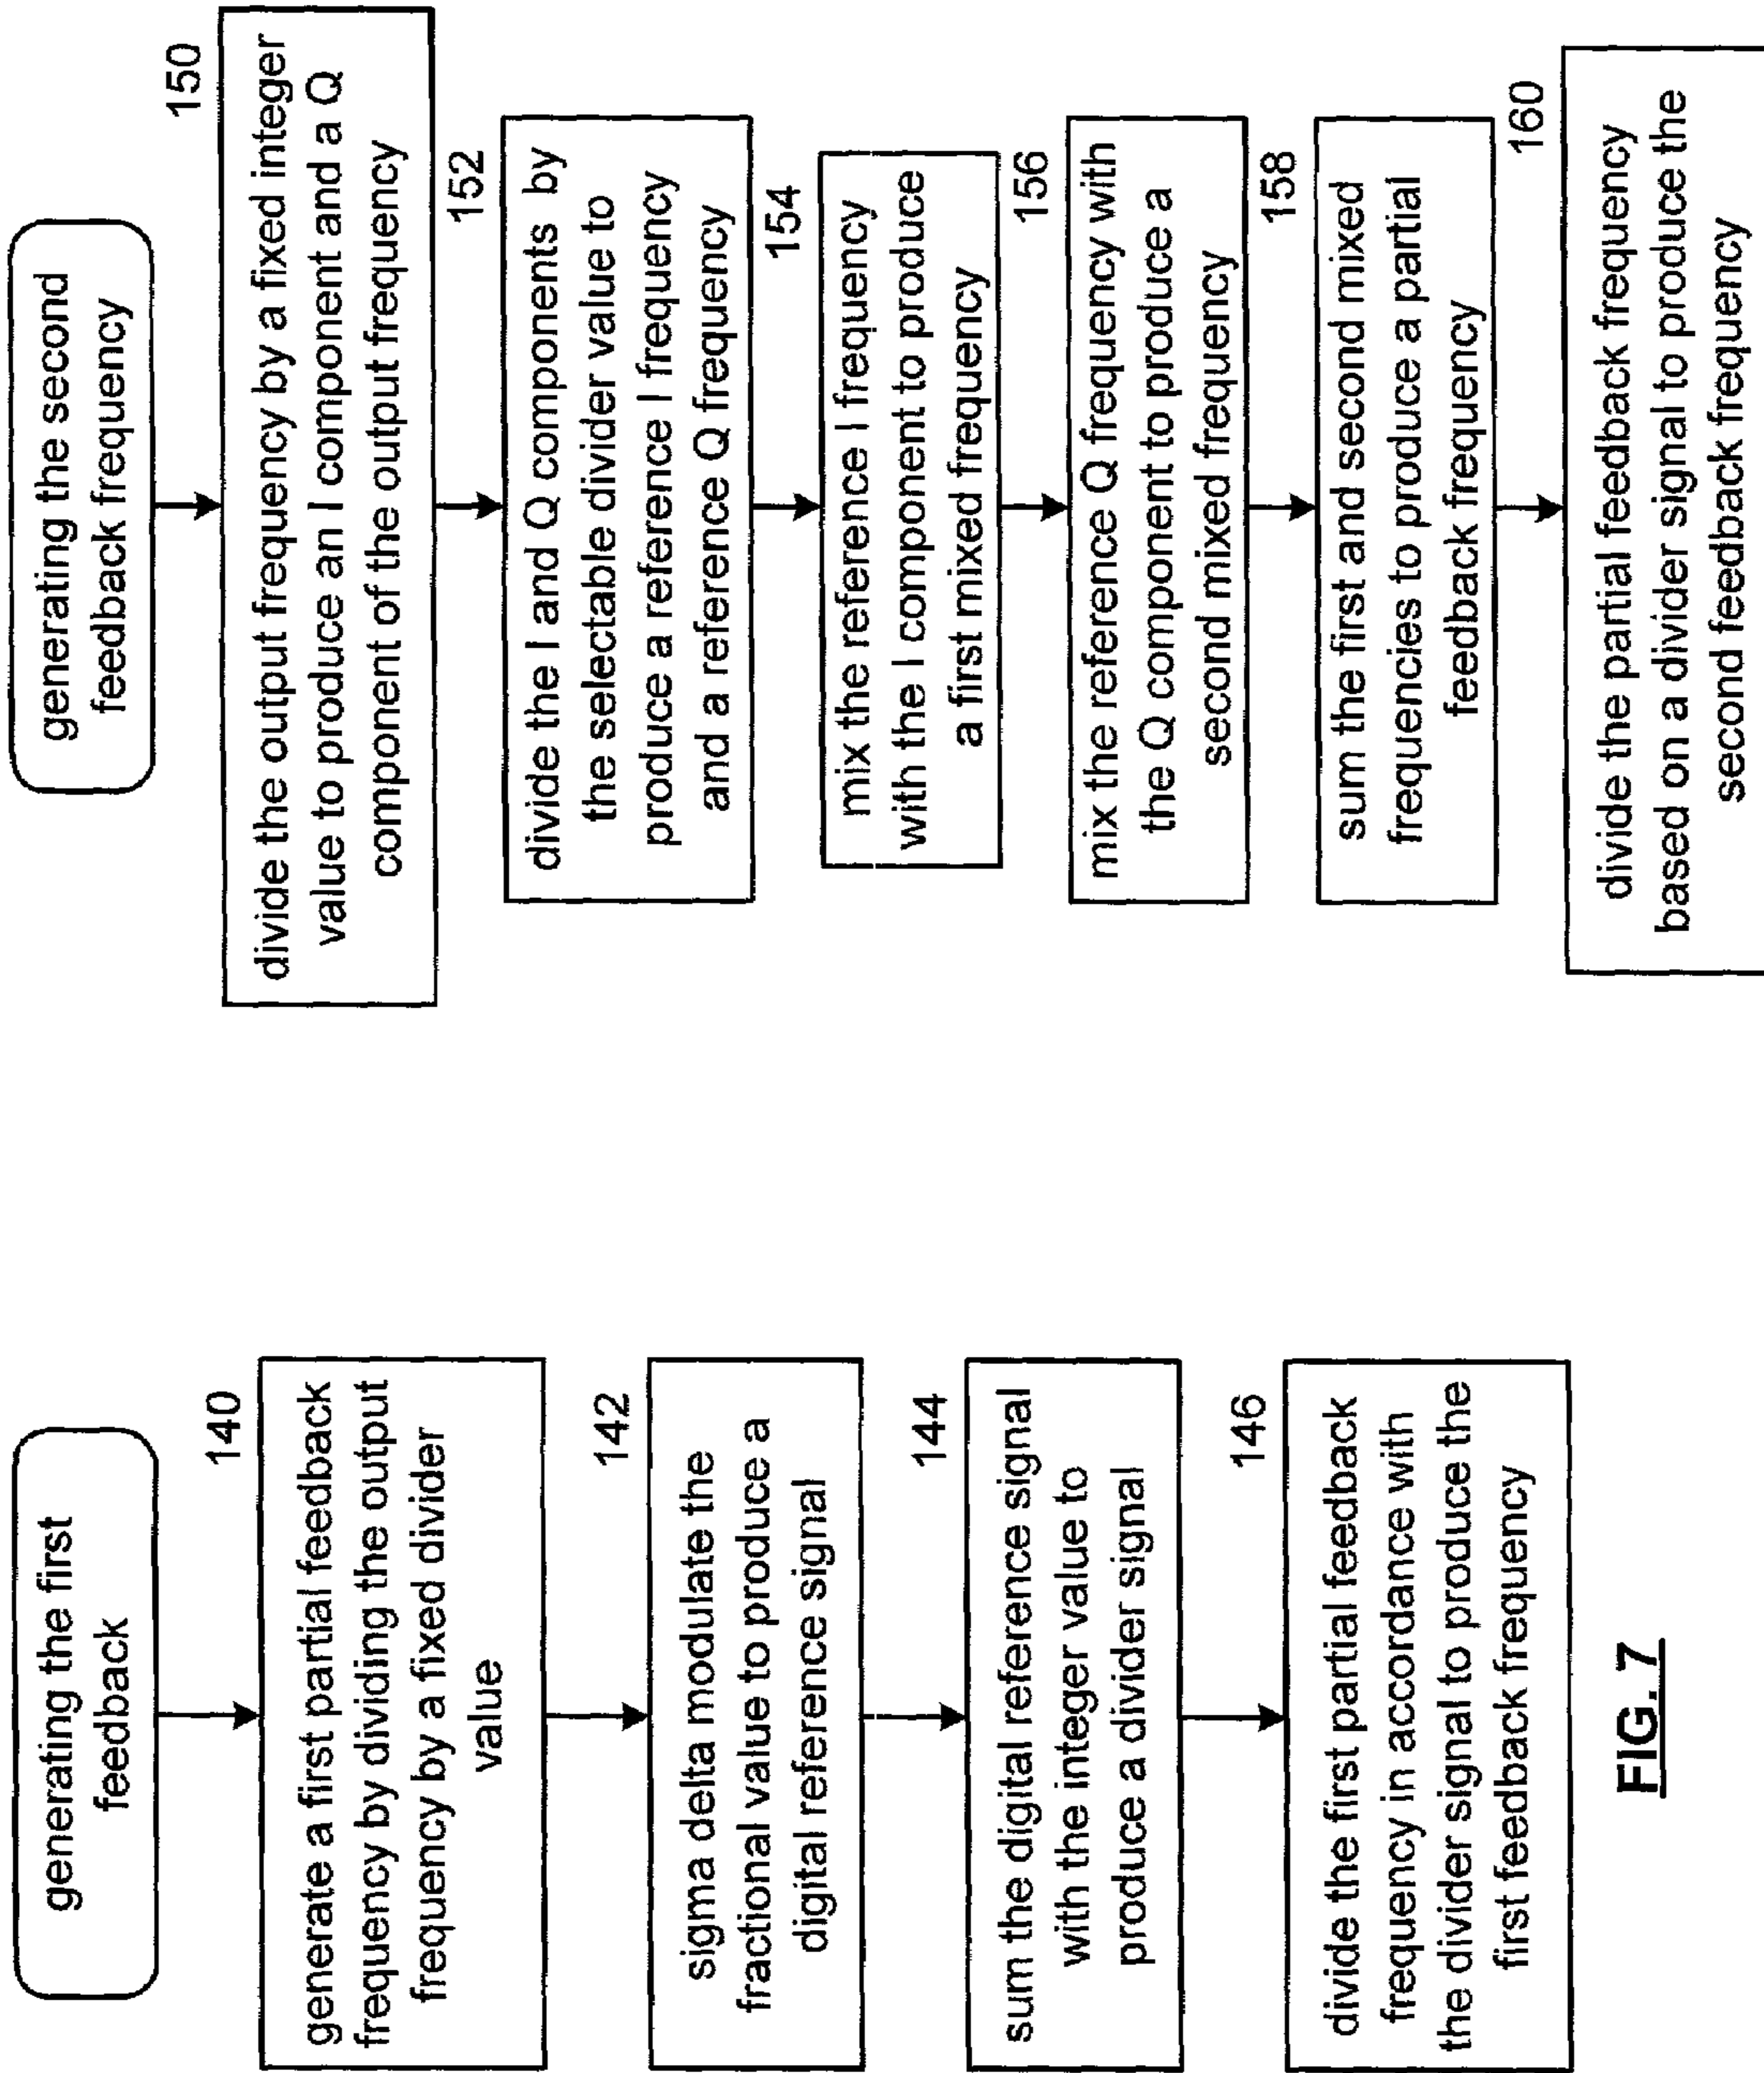 generating the first
feedback
140
generate a first partial feedback
frequency by dividing the output
frequency by a fixed divider
value
142
sigma delta modulate the
fractional value to produce a
digital reference signal
144
sum the digital reference signal
with the integer value to
produce a divider signal
146
divide the first partial feedback
frequency in accordance with
the divider signal to produce the
first feedback frequency
FIG. 7
generating the second
feedback frequency
150
divide the output frequency by a fixed integer
value to produce an I component and a Q
component of the output frequency
152
divide the I and Q components by
the selectable divider value to
produce a reference I frequency
and a reference Q frequency
154
mix the reference I frequency
with the I component to produce
a first mixed frequency
156
mix the reference Q frequency with
the Q component to produce a
second mixed frequency
158
sum the first and second mixed
frequencies to produce a partial
feedback frequency
160
divide the partial feedback frequency
based on a divider signal to produce the
second feedback frequency